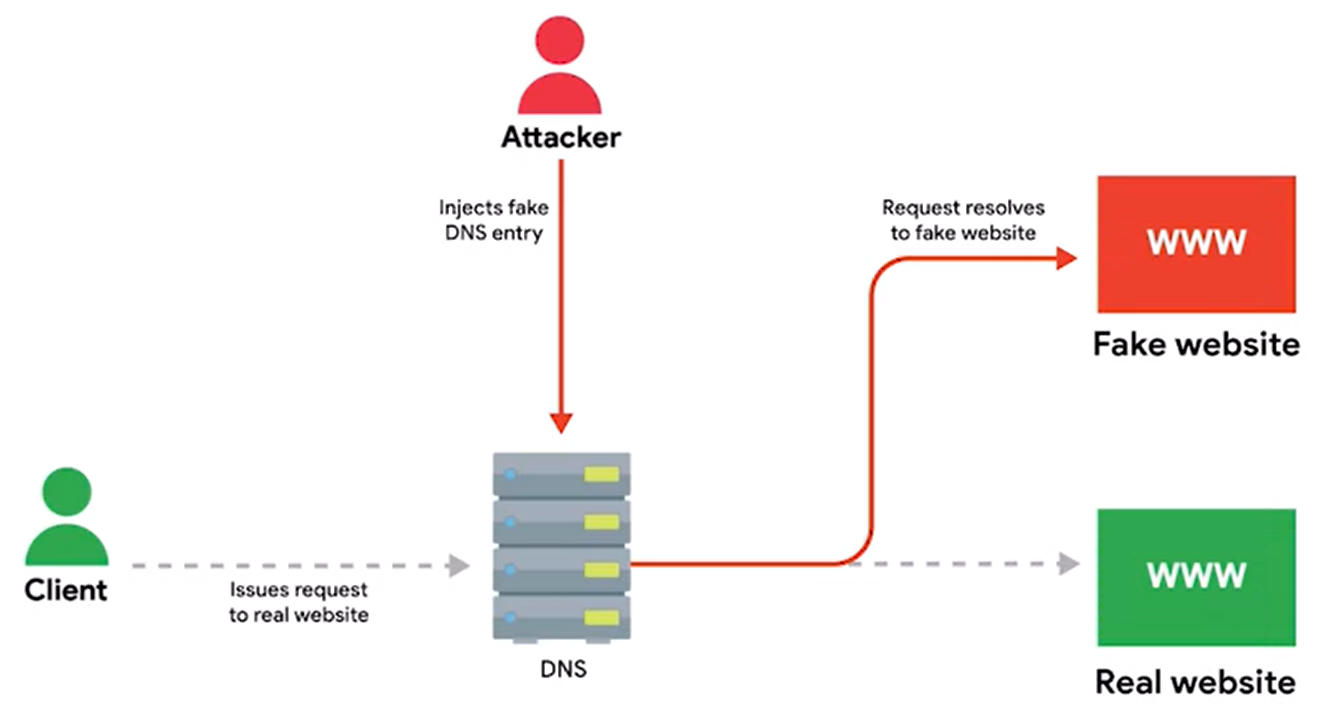 Attacker
Injects fake
DNS entry
Request resolves
to fake website
WWW
Fake website
Client
Issues request
to real website
DNS
WWW
Real website